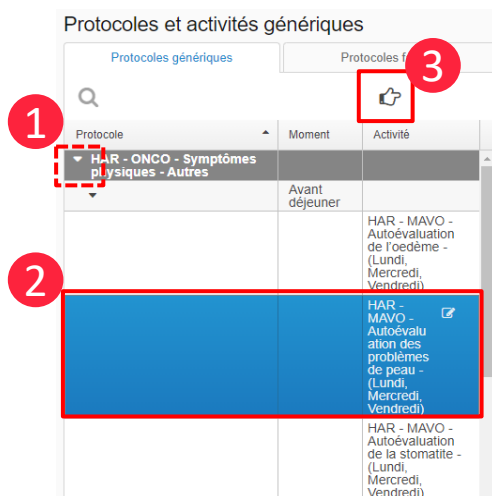 Protocoles et activités génériques
Protocoles génériques
Protocoles f
3
1
Protocole
Moment
Activité
HAR - ONCO - Symptômes
physiques - Autres
Avant
déjeuner
HAR - MAVO -
Autoévaluation
de l'oedème -
(Lundi,
Mercredi,
Vendredi)
2
HAR -
MAVO -
Autoévalu
ation des
problèmes
de peau -
(Lundi,
Mercredi,
Vendredi)
HAR - MAVO -
Autoévaluation
de la stomatite -
(Lundi,
Mercredi,
Vendredi)